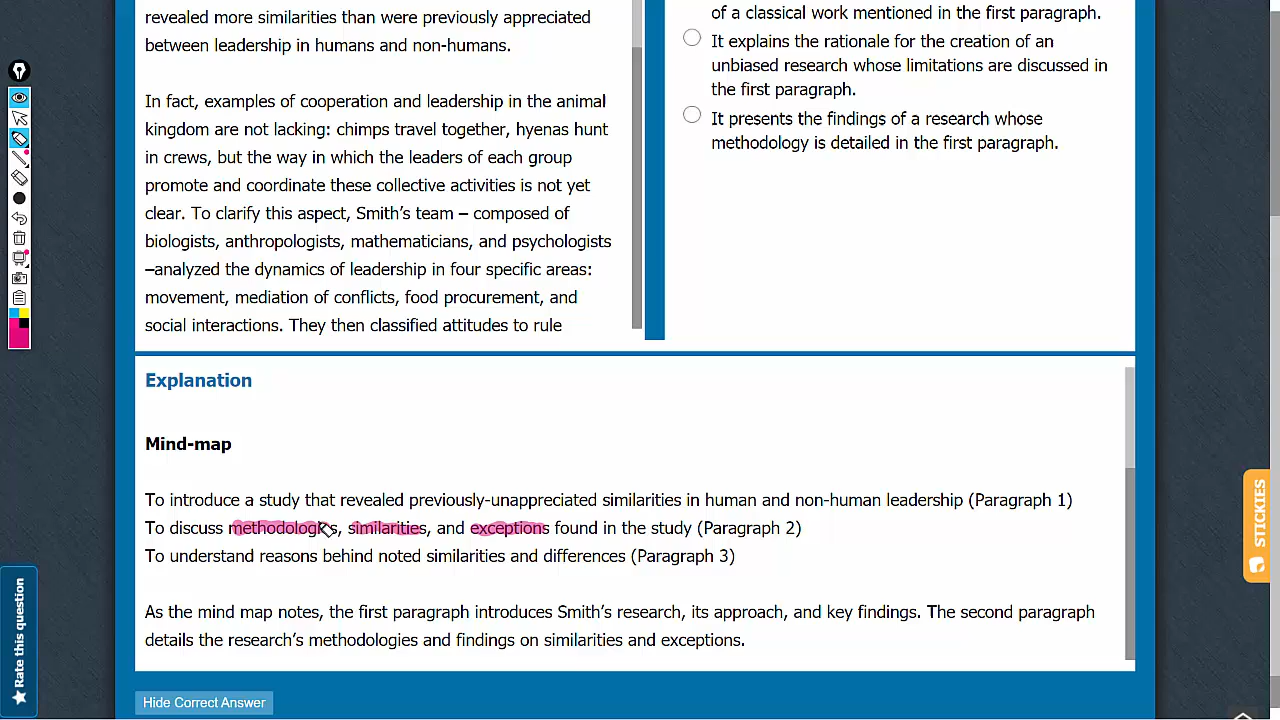 revealed more similarities than were previously appreciated
between leadership in humans and non-humans.
In fact, examples of cooperation and leadership in the animal
kingdom are not lacking: chimps travel together, hyenas hunt
in crews, but the way in which the leaders of each group
promote and coordinate these collective activities is not yet
clear. To clarify this aspect, Smith’s team – composed of
biologists, anthropologists, mathematicians, and psychologists
–analyzed the dynamics of leadership in four specific areas:
movement, mediation of conflicts, food procurement, and
social interactions. They then classified attitudes to rule
of a classical work mentioned in the first paragraph.
It explains the rationale for the creation of an
unbiased research whose limitations are discussed in
the first paragraph.
It presents the findings of a research whose
methodology is detailed in the first paragraph.
Explanation
Mind-map
To introduce a study that revealed previously-unappreciated similarities in human and non-human leadership (Paragraph 1)
To discuss methodologies, similarities, and exceptions found in the study (Paragraph 2)
To understand reasons behind noted similarities and differences (Paragraph 3)
As the mind map notes, the first paragraph introduces Smith’s research, its approach, and key findings. The second paragraph
details the research’s methodologies and findings on similarities and exceptions.
Hide Correct Answer
Rate this question
STICKIES